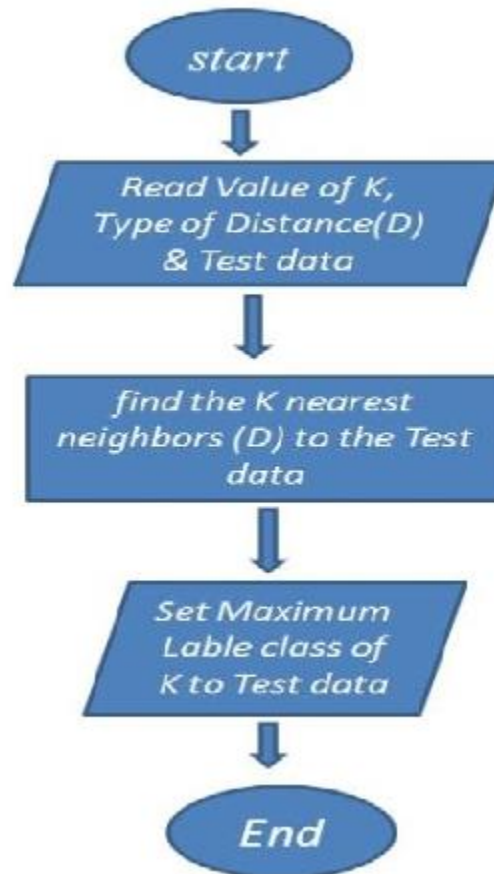 start
Read Value of K,
Type of Distance(D)
& Test data
find the K nearest
neighbors (D) to the Test
data
Set Maximum
Lable class of
K to Test data
End